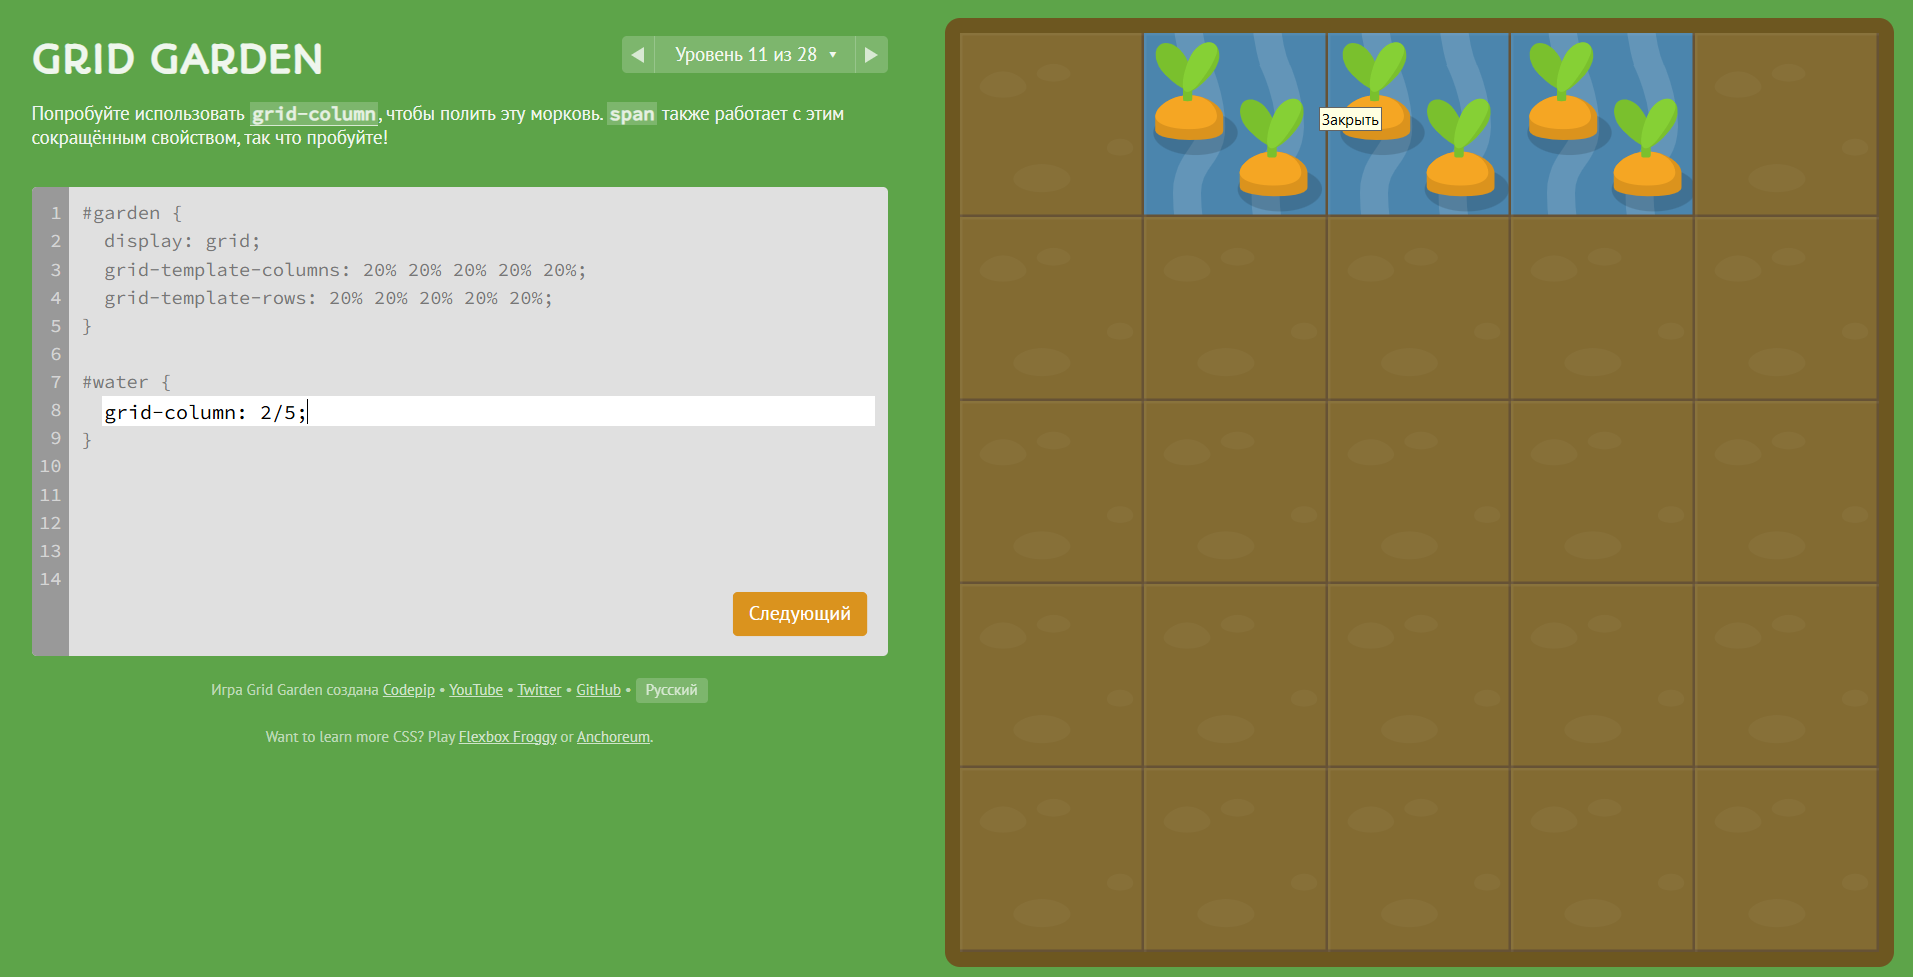 GRID GARDEN
Уровень 11 из 28
Попробуйте использовать grid-column, чтобы полить эту морковь. span также работает с этим
сокращённым свойством, так что пробуйте!
1 #garden {
2 display: grid;
3 grid-template-columns: 20% 20% 20% 20% 20%;
4 grid-template-rows: 20% 20% 20% 20% 20%;
5 }
6
7 #water {
8 grid-column: 2/5;
9 }
10
11
12
13
14
Следующий
Игра Grid Garden создана Codepip • YouTube • Twitter • GitHub • Русский
Want to learn more CSS? Play Flexbox Froggy or Anchoreum.
Закрыть